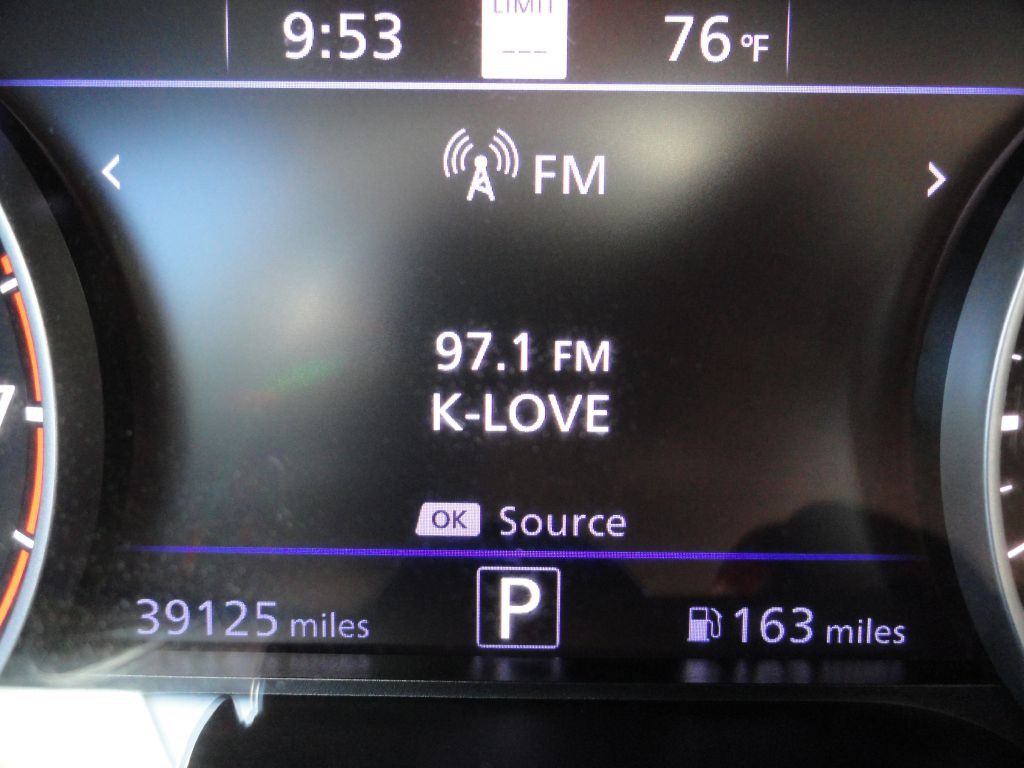 9:53 LIMIT 76 °F
---
FM
97.1 FM
K-LOVE
OK Source
P
39125 miles 163 miles